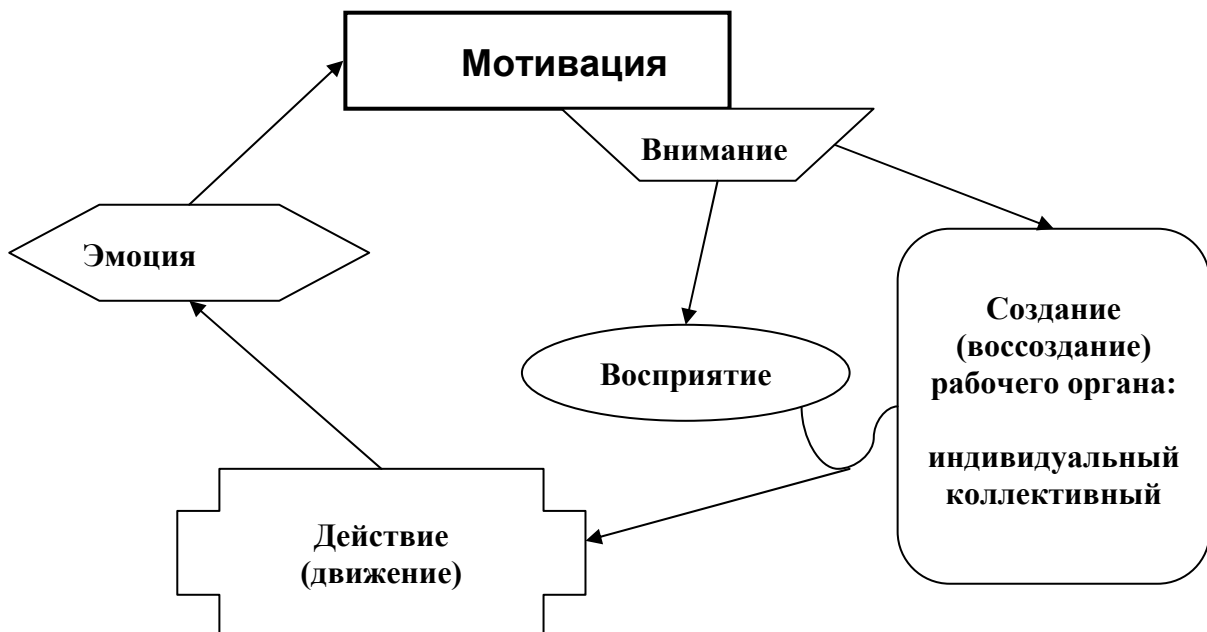 Мотивация
Внимание
Эмоция
Восприятие
Создание
(воссоздание)
рабочего органа:
индивидуальный
коллективный
Действие
(движение)